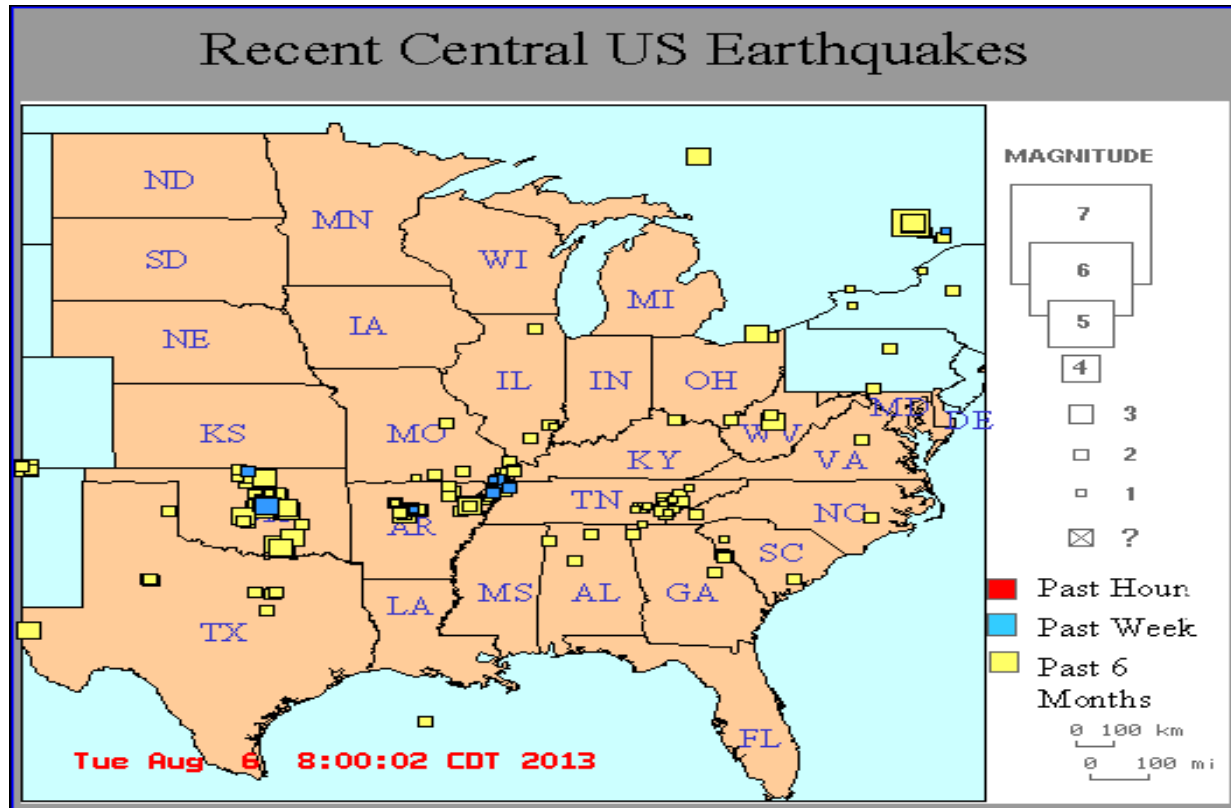 Recent Central US Earthquakes
MAGNITUDE
7
6
5
4
3
2
1
?
Past Houn
Past Week
Past 6
Months
0 100 km
0 100 mi
ND
MN
SD
WI
MI
NE
IA
IL
IN
OH
KS
MO
WV
MD
DE
KY
VA
TN
NC
AR
SC
MS
AL
GA
LA
TX
FL
Tue Aug 6 8:00:02 CDT 2013